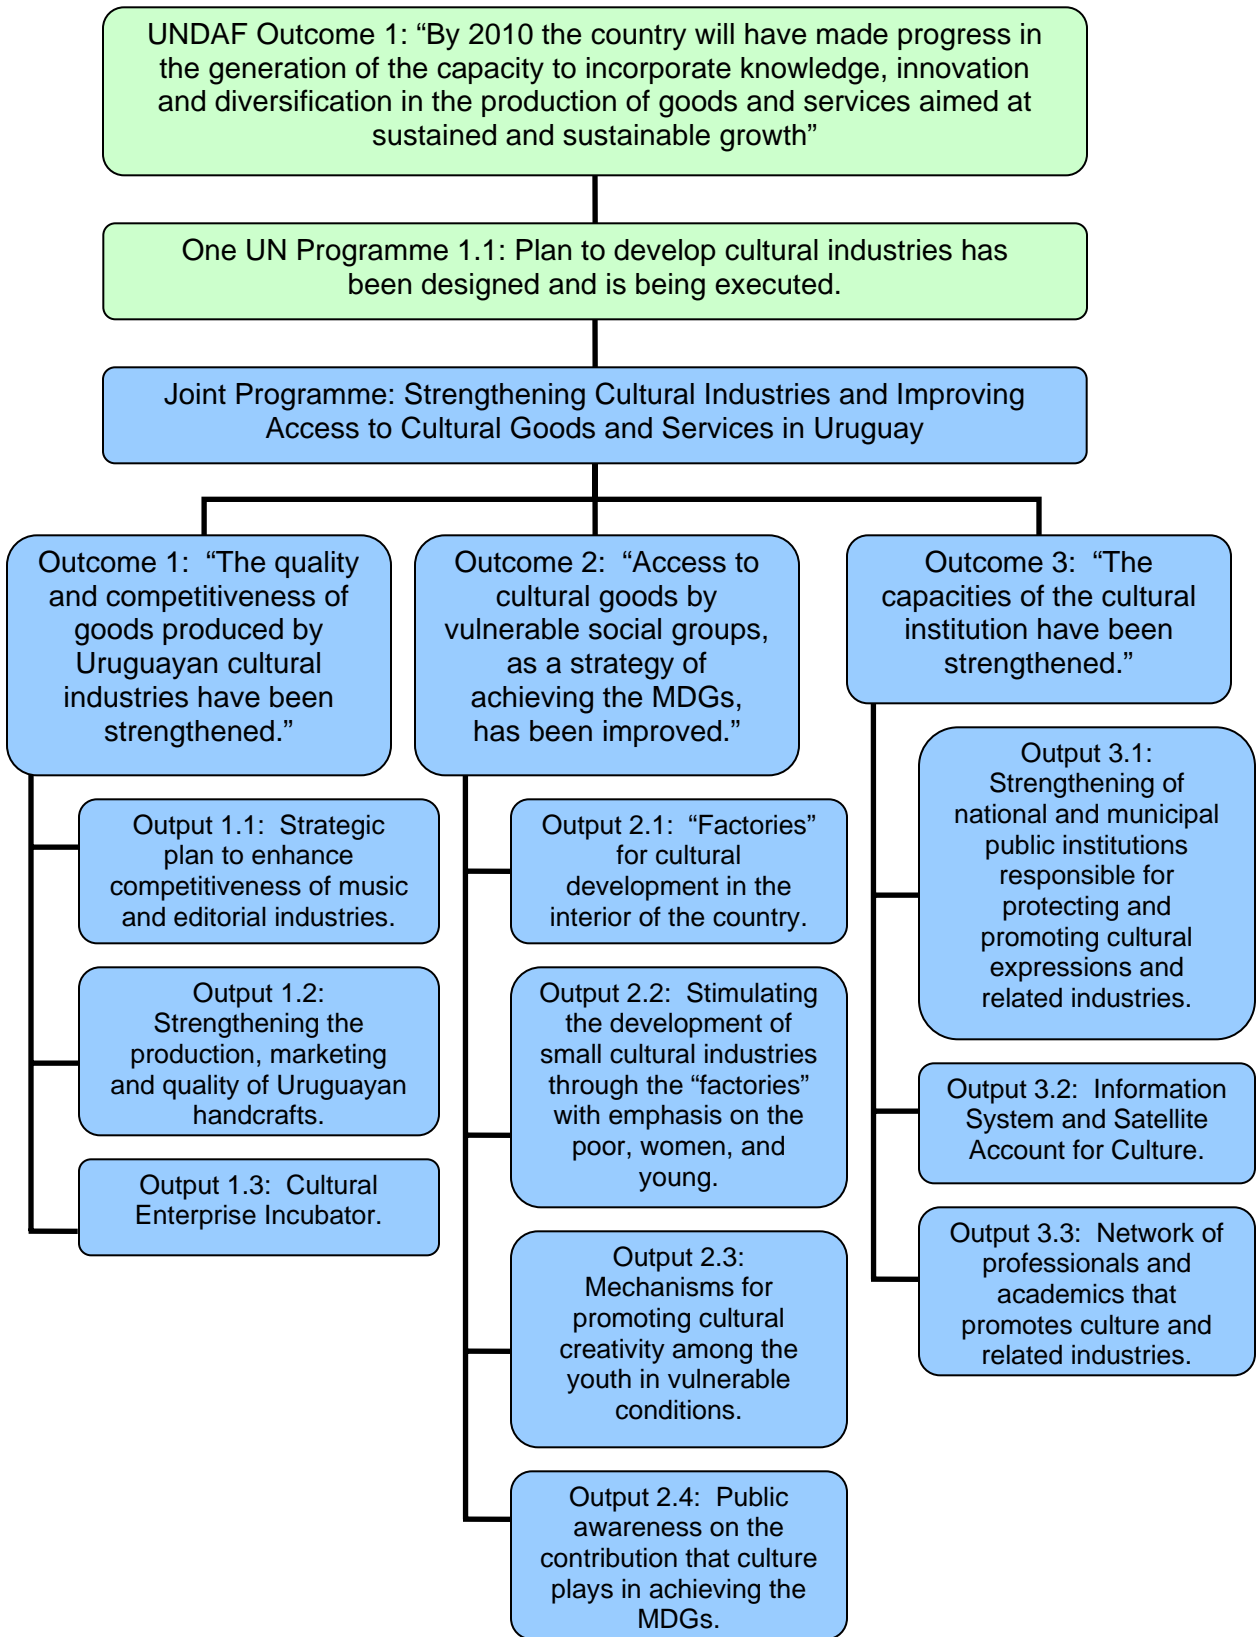 UNDAF Outcome 1: “By 2010 the country will have made progress in
the generation of the capacity to incorporate knowledge, innovation
and diversification in the production of goods and services aimed at
sustained and sustainable growth”
One UN Programme 1.1: Plan to develop cultural industries has
been designed and is being executed.
Joint Programme: Strengthening Cultural Industries and Improving
Access to Cultural Goods and Services in Uruguay
Outcome 1: “The quality
and competitiveness of
goods produced by
Uruguayan cultural
industries have been
strengthened.”
Output 1.1: Strategic
plan to enhance
competitiveness of music
and editorial industries.
Output 1.2:
Strengthening the
production, marketing
and quality of Uruguayan
handcrafts.
Output 1.3: Cultural
Enterprise Incubator.
Outcome 2: “Access to
cultural goods by
vulnerable social groups,
as a strategy of
achieving the MDGs,
has been improved.”
Output 2.1: “Factories”
for cultural
development in the
interior of the country.
Output 2.2: Stimulating
the development of
small cultural industries
through the “factories”
with emphasis on the
poor, women, and
young.
Output 2.3:
Mechanisms for
promoting cultural
creativity among the
youth in vulnerable
conditions.
Output 2.4: Public
awareness on the
contribution that culture
plays in achieving the
MDGs.
Outcome 3: “The
capacities of the cultural
institution have been
strengthened.”
Output 3.1:
Strengthening of
national and municipal
public institutions
responsible for
protecting and
promoting cultural
expressions and
related industries.
Output 3.2: Information
System and Satellite
Account for Culture.
Output 3.3: Network of
professionals and
academics that
promotes culture and
related industries.